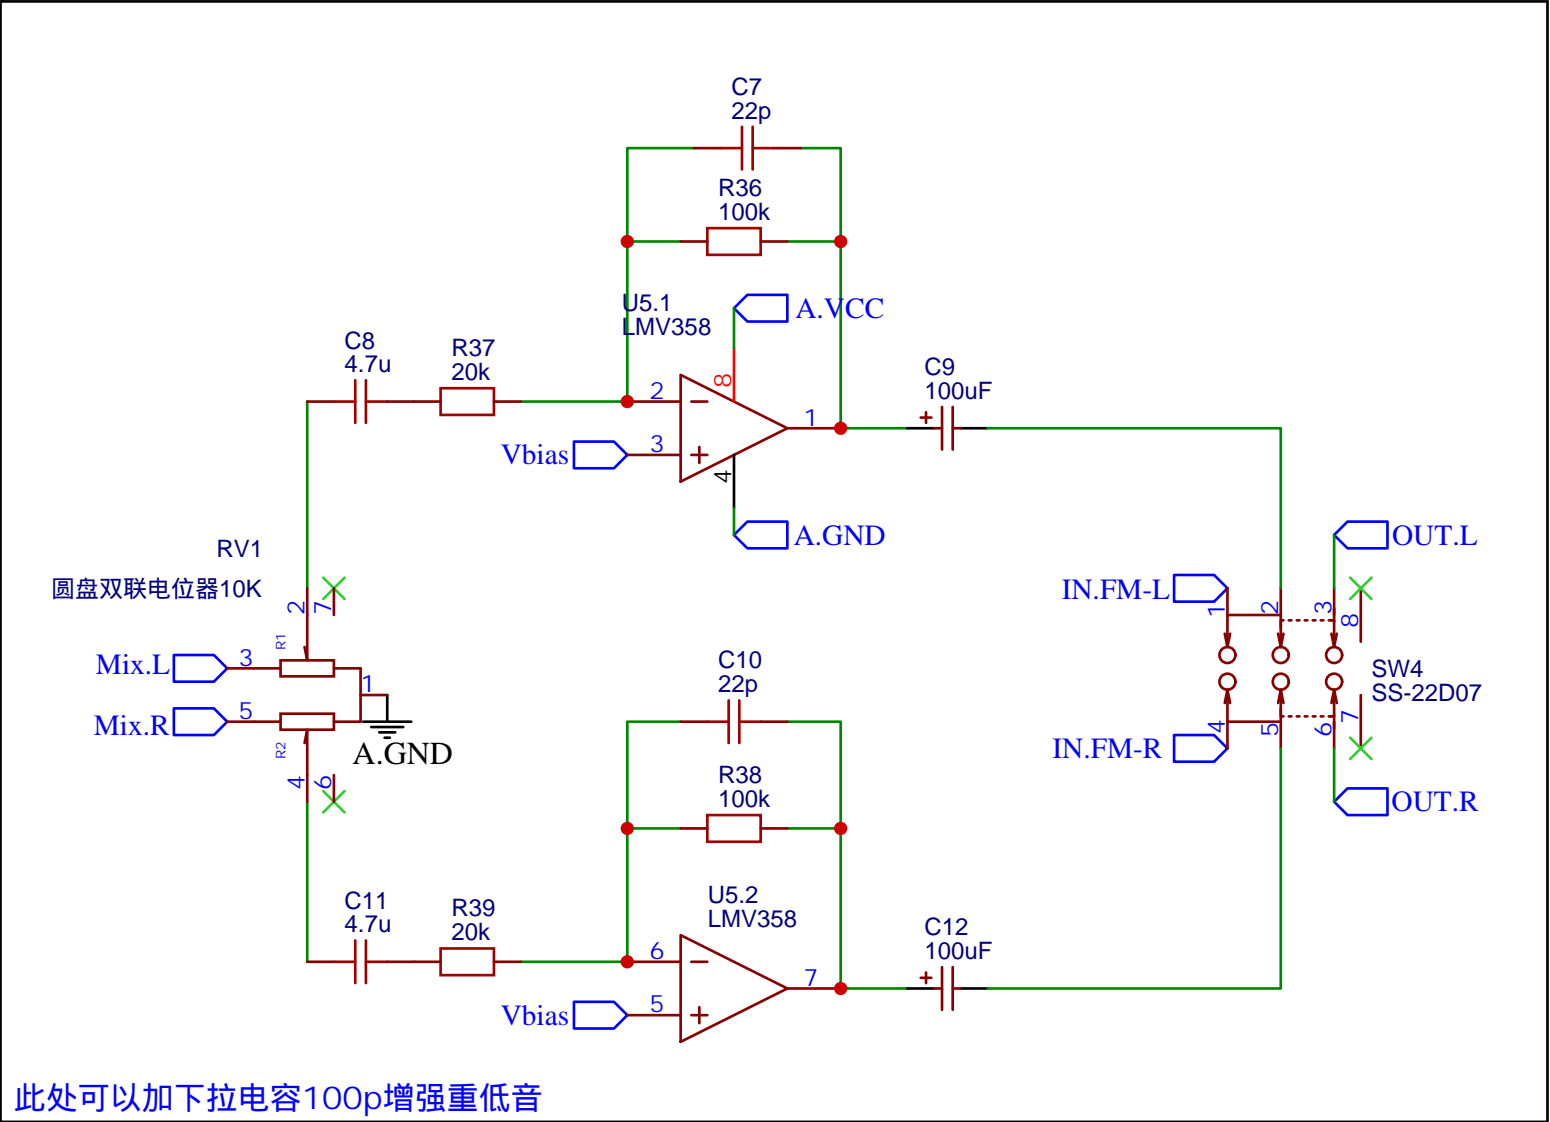 C7
22p
R36
100k
U5.1
LMV358
A.VCC
8
C8
4.7u
R37
20k
2
1
C9
100uF
+
Vbias
3
4
A.GND
RV1
圆盘双联电位器10K
2
7
R1
Mix.L
3
1
Mix.R
5
R2
A.GND
4
6
OUT.L
IN.FM-L
1
2
3
8
SW4
SS-22D07
IN.FM-R
4
5
6
7
OUT.R
C10
22p
R38
100k
U5.2
LMV358
C11
4.7u
R39
20k
6
7
C12
100uF
+
Vbias
5
此处可以加下拉电容100p增强重低音